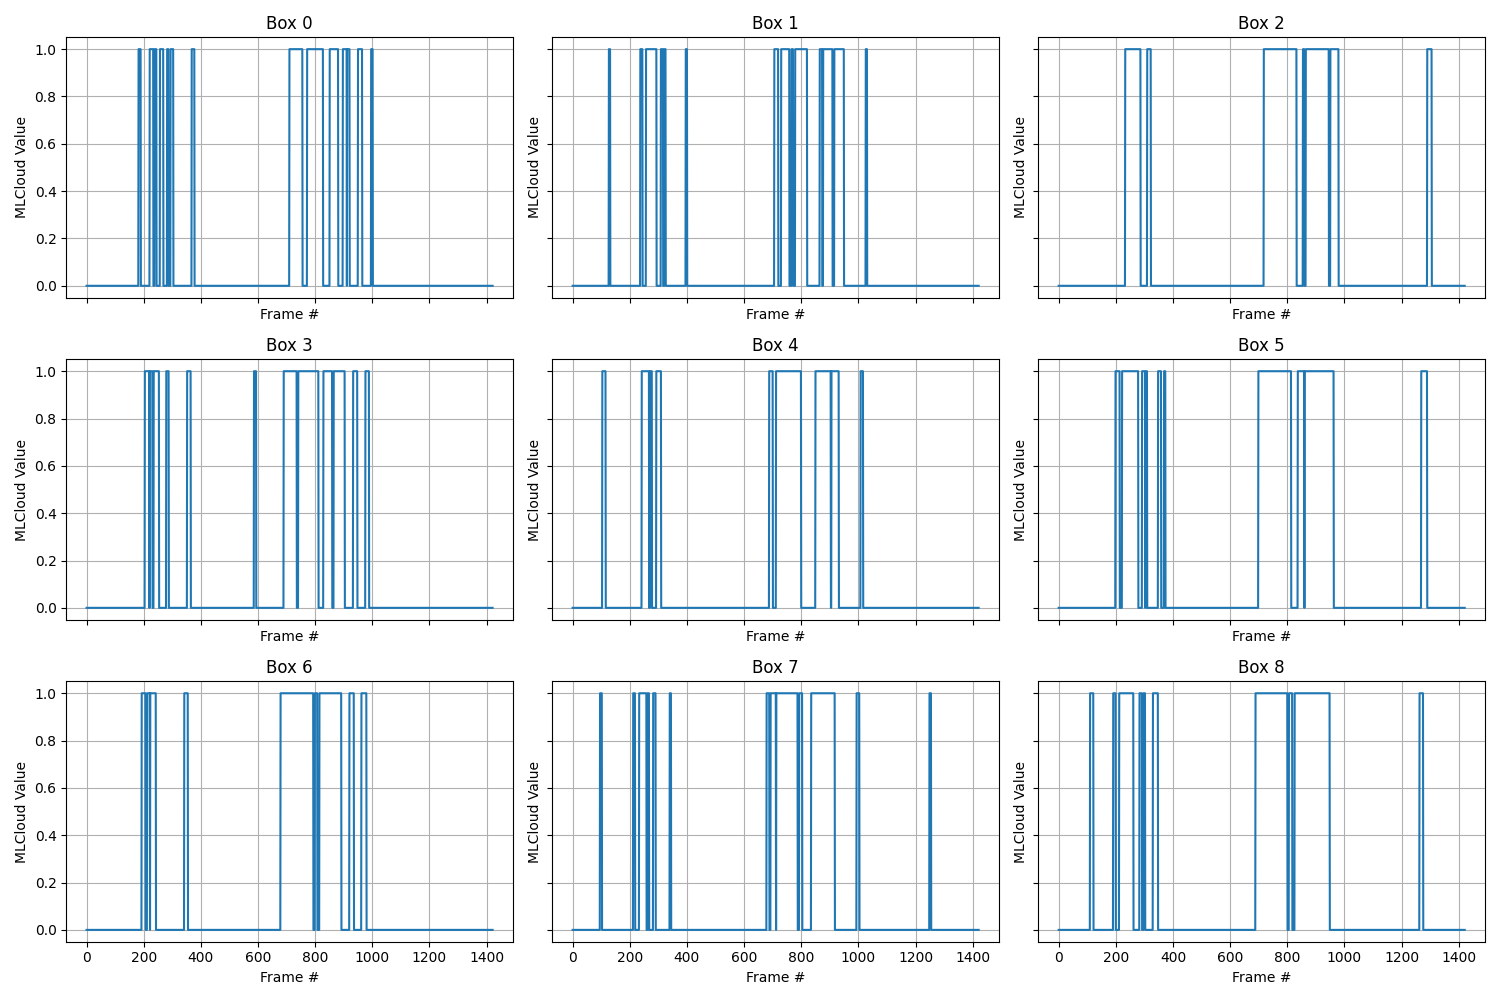 Box 0 Box 1 Box 2
MLCloud Value MLCloud Value MLCloud Value
1.0
0.8
0.6
0.4
0.2
0.0
Frame # Frame # Frame #
Box 3 Box 4 Box 5
MLCloud Value MLCloud Value MLCloud Value
1.0
0.8
0.6
0.4
0.2
0.0
Frame # Frame # Frame #
Box 6 Box 7 Box 8
MLCloud Value MLCloud Value MLCloud Value
1.0
0.8
0.6
0.4
0.2
0.0
0 200 400 600 800 1000 1200 1400 0 200 400 600 800 1000 1200 1400 0 200 400 600 800 1000 1200 1400
Frame # Frame # Frame #